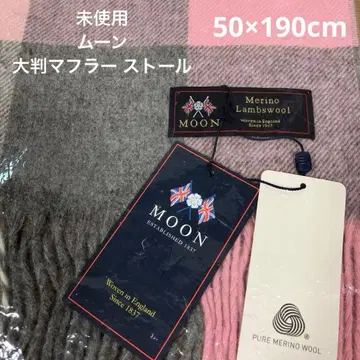 未使用
ムーン
大判マフラー ストール
50×190cm
MOON
Merino
Lambswool
Woven in England
Since 1837
MOON
ESTABLISHED 1837
Woven in England
Since 1837
PURE MERINO WOOL